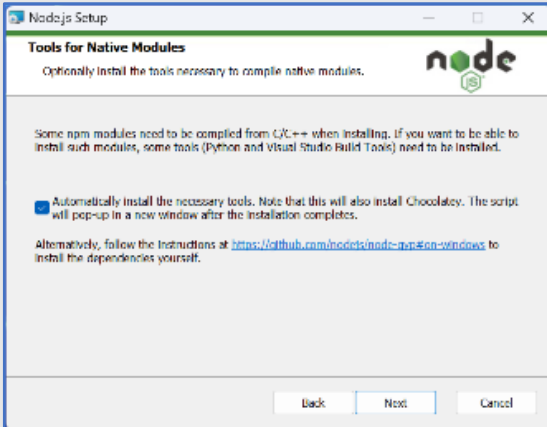 Node.js Setup
Tools for Native Modules
Optionally install the tools necessary to compile native modules.
node
JS
Some npm modules need to be compiled from C/C++ when installing. If you want to be able to
install such modules, some tools (Python and Visual Studio Build Tools) need to be installed.
Automatically install the necessary tools. Note that this will also install Chocolatey. The script
will pop-up in a new window after the installation completes.
Alternatively, follow the instructions at https://github.com/nodejs/node-gyp#on-windows to
install the dependencies yourself.
Back
Next
Cancel